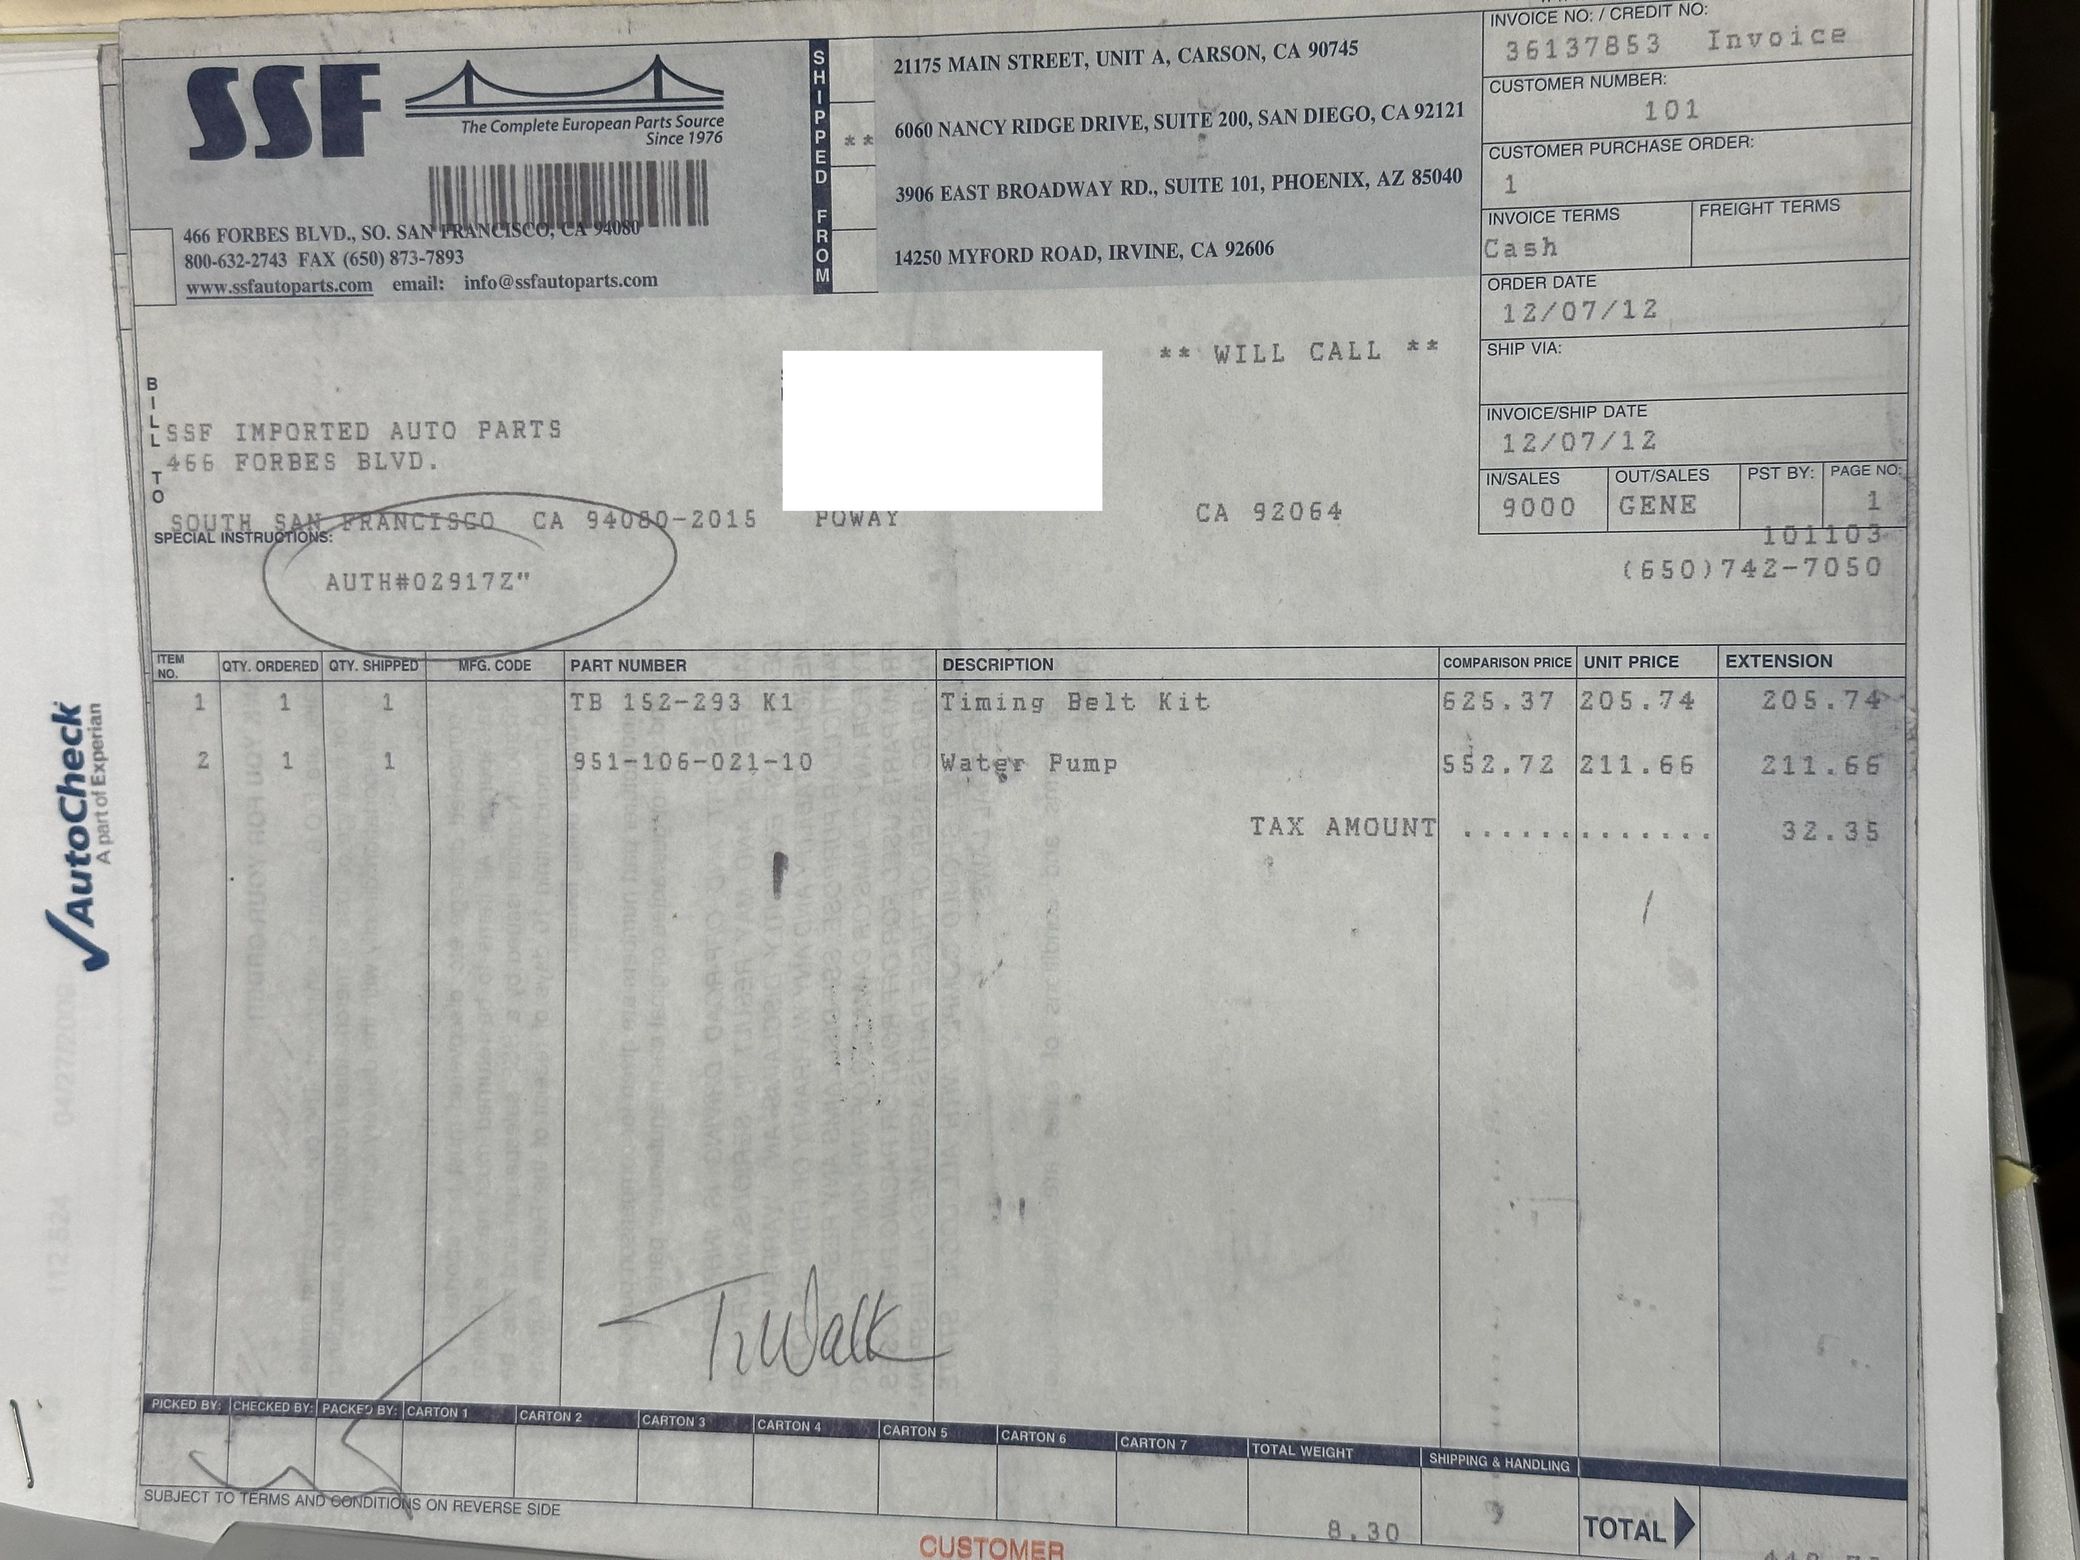 SSF
The Complete European Parts Source
Since 1976
466 FORBES BLVD., SO. SAN FRANCISCO, CA 94080
800-632-2743 FAX (650) 873-7893
www.ssfautoparts.com email: info@ssfautoparts.com
SHIPPED FROM
21175 MAIN STREET, UNIT A, CARSON, CA 90745
** 6060 NANCY RIDGE DRIVE, SUITE 200, SAN DIEGO, CA 92121
3906 EAST BROADWAY RD., SUITE 101, PHOENIX, AZ 85040
14250 MYFORD ROAD, IRVINE, CA 92606
INVOICE NO: / CREDIT NO:
36137853 Invoice
CUSTOMER NUMBER:
101
CUSTOMER PURCHASE ORDER:
1
INVOICE TERMS FREIGHT TERMS
Cash
ORDER DATE
12/07/12
SHIP VIA:
INVOICE/SHIP DATE
12/07/12
IN/SALES OUT/SALES PST BY: PAGE NO:
9000 GENE 1
101103
(650)742-7050
** WILL CALL **
BILL TO
SSF IMPORTED AUTO PARTS
466 FORBES BLVD.
SOUTH SAN FRANCISCO CA 94080-2015 POWAY CA 92064
SPECIAL INSTRUCTIONS:
AUTH#02917Z"
ITEM NO. QTY. ORDERED QTY. SHIPPED MFG. CODE PART NUMBER DESCRIPTION COMPARISON PRICE UNIT PRICE EXTENSION
1 1 1 TB 152-293 K1 Timing Belt Kit 625.37 205.74 205.74
2 1 1 951-106-021-10 Water Pump 552.72 211.66 211.66
TAX AMOUNT ............. 32.35
PICKED BY: CHECKED BY: PACKED BY: CARTON 1 CARTON 2 CARTON 3 CARTON 4 CARTON 5 CARTON 6 CARTON 7 TOTAL WEIGHT SHIPPING & HANDLING
8.30
TOTAL
SUBJECT TO TERMS AND CONDITIONS ON REVERSE SIDE
CUSTOMER
AutoCheck
A part of Experian
04/27/2009
112,524